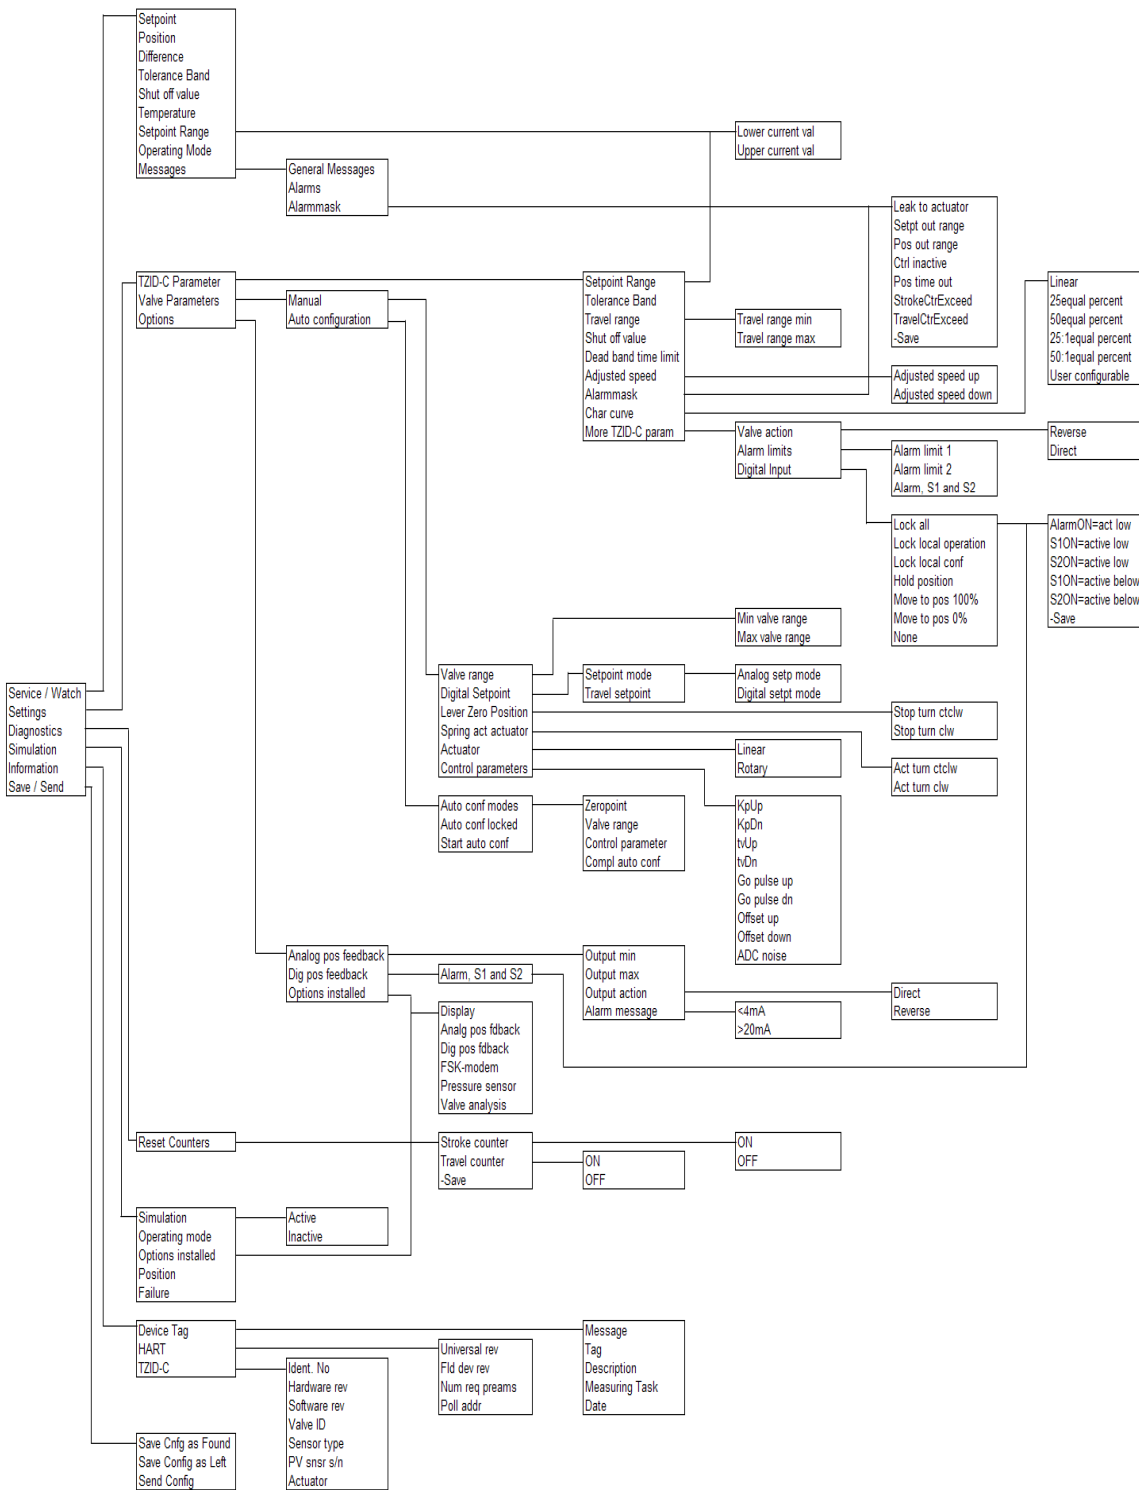 Setpoint
Position
Difference
Tolerance Band
Shut off value
Temperature
Setpoint Range
Operating Mode
Messages
Lower current val
Upper current val
General Messages
Alarms
Alarmmask
Leak to actuator
Setpt out range
Pos out range
Ctrl inactive
Pos time out
StrokeCtrExceed
TravelCtrExceed
-Save
TZID-C Parameter
Valve Parameters
Options
Manual
Auto configuration
Setpoint Range
Tolerance Band
Travel range
Shut off value
Dead band time limit
Adjusted speed
Alarmmask
Char curve
More TZID-C param
Travel range min
Travel range max
Linear
25equal percent
50equal percent
25:1equal percent
50:1equal percent
User configurable
Adjusted speed up
Adjusted speed down
Valve action
Alarm limits
Digital Input
Reverse
Direct
Alarm limit 1
Alarm limit 2
Alarm, S1 and S2
Lock all
Lock local operation
Lock local conf
Hold position
Move to pos 100%
Move to pos 0%
None
AlarmON=act low
S1ON=active low
S2ON=active low
S1ON=active below
S2ON=active below
-Save
Min valve range
Max valve range
Service / Watch
Settings
Diagnostics
Simulation
Information
Save / Send
Valve range
Digital Setpoint
Lever Zero Position
Spring act actuator
Actuator
Control parameters
Setpoint mode
Travel setpoint
Analog setp mode
Digital setpt mode
Stop turn ctclw
Stop turn clw
Linear
Rotary
Act turn ctclw
Act turn clw
Auto conf modes
Auto conf locked
Start auto conf
Zeropoint
Valve range
Control parameter
Compl auto conf
KpUp
KpDn
tvUp
tvDn
Go pulse up
Go pulse dn
Offset up
Offset down
ADC noise
Analog pos feedback
Dig pos feedback
Options installed
Alarm, S1 and S2
Output min
Output max
Output action
Alarm message
Direct
Reverse
<4mA
>20mA
Display
Analg pos fdback
Dig pos fdback
FSK-modem
Pressure sensor
Valve analysis
Reset Counters
Stroke counter
Travel counter
-Save
ON
OFF
ON
OFF
Simulation
Operating mode
Options installed
Position
Failure
Active
Inactive
Device Tag
HART
TZID-C
Message
Tag
Description
Measuring Task
Date
Universal rev
Fld dev rev
Num req preams
Poll addr
Ident. No
Hardware rev
Software rev
Valve ID
Sensor type
PV snsr s/n
Actuator
Save Cnfg as Found
Save Config as Left
Send Config